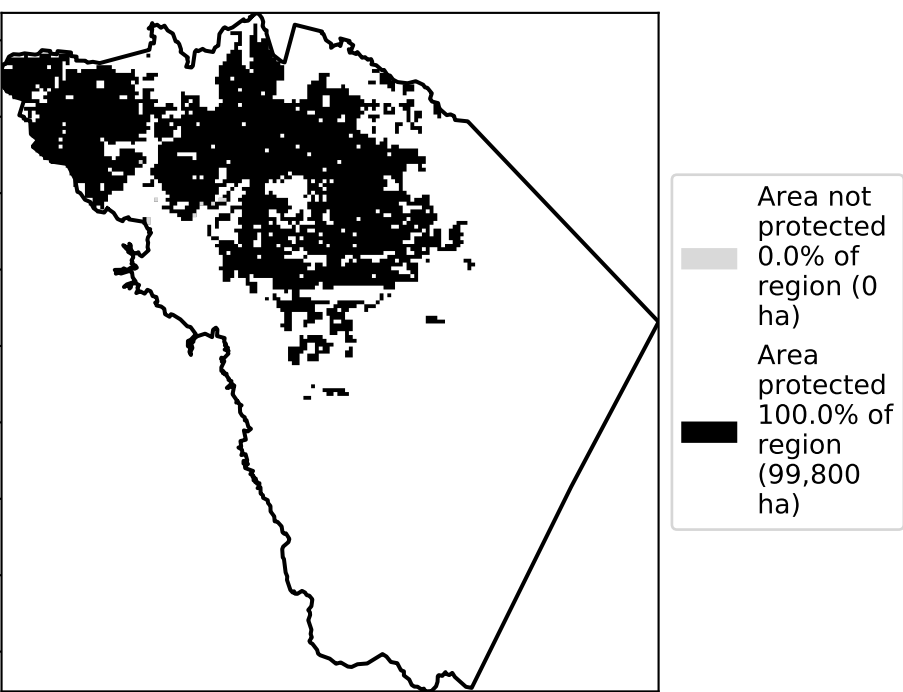 Area not
protected
0.0% of
region (0
ha)
Area
protected
100.0% of
region
(99,800
ha)